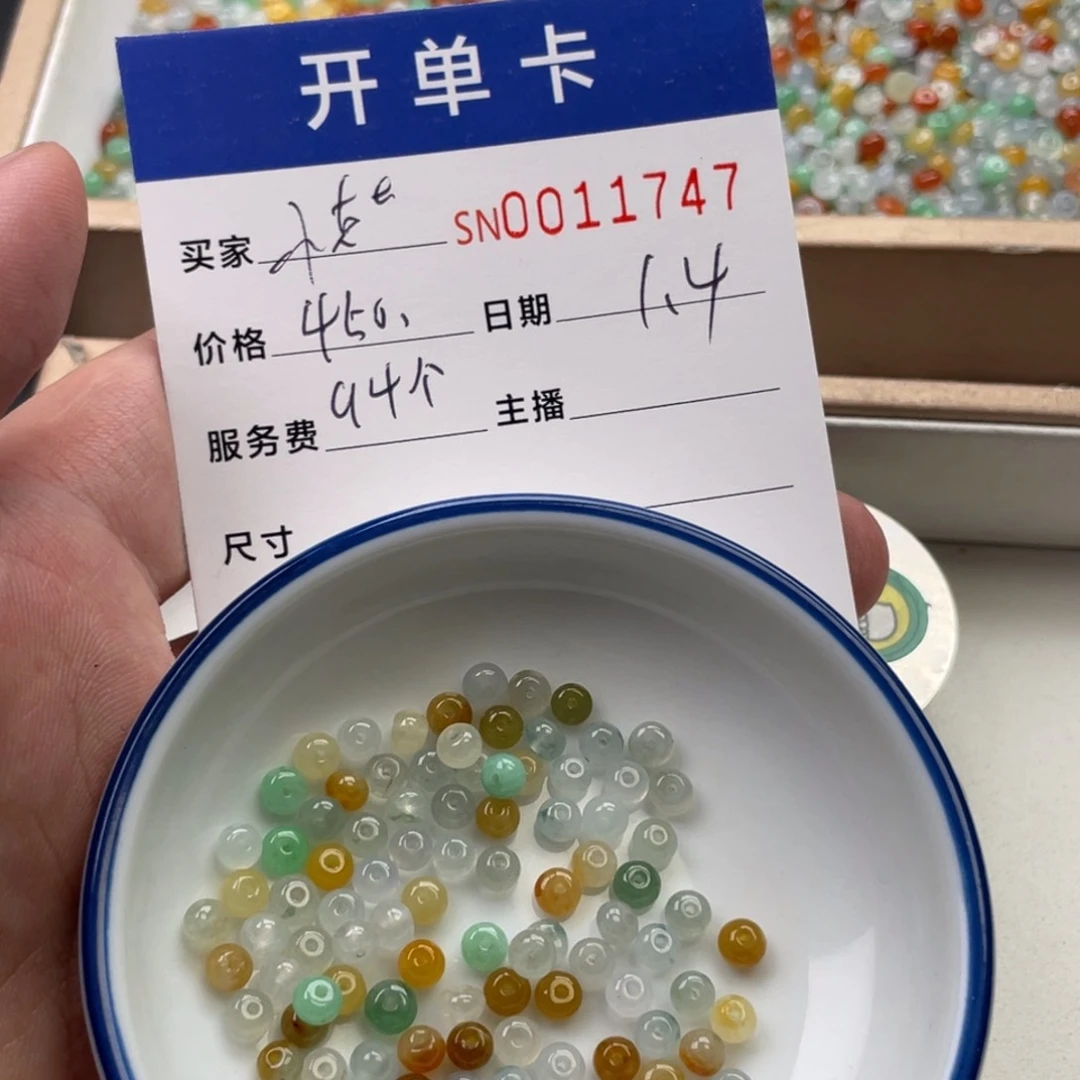 开单卡
买家 SN0011747
价格 450、 日期 1.4
服务费 94个 主播
尺寸